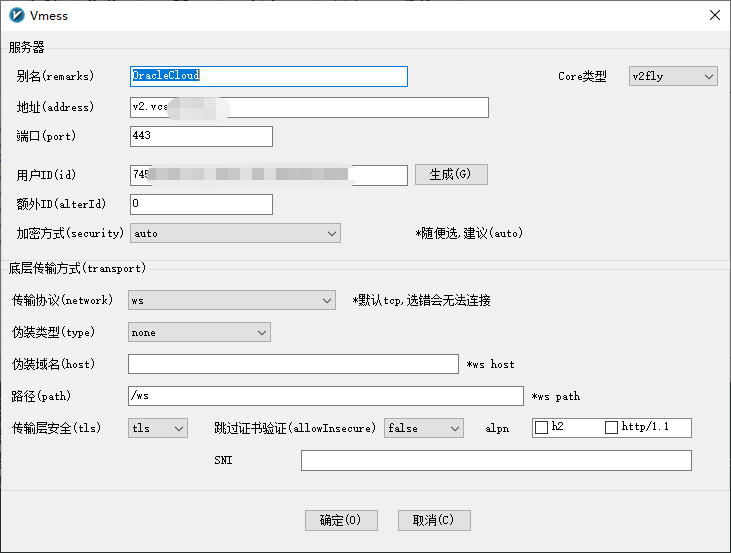 Vmess
服务器
别名(remarks) OracleCloud Core类型 v2fly
地址(address) v2.vc
端口(port) 443
用户ID(id) 745 生成(G)
额外ID(alterId) 0
加密方式(security) auto *随便选,建议(auto)
底层传输方式(transport)
传输协议(network) ws *默认tcp,选错会无法连接
伪装类型(type) none
伪装域名(host) *ws host
路径(path) /ws *ws path
传输层安全(tls) tls 跳过证书验证(allowInsecure) false alpn h2 http/1.1
SNI
确定(O) 取消(C)